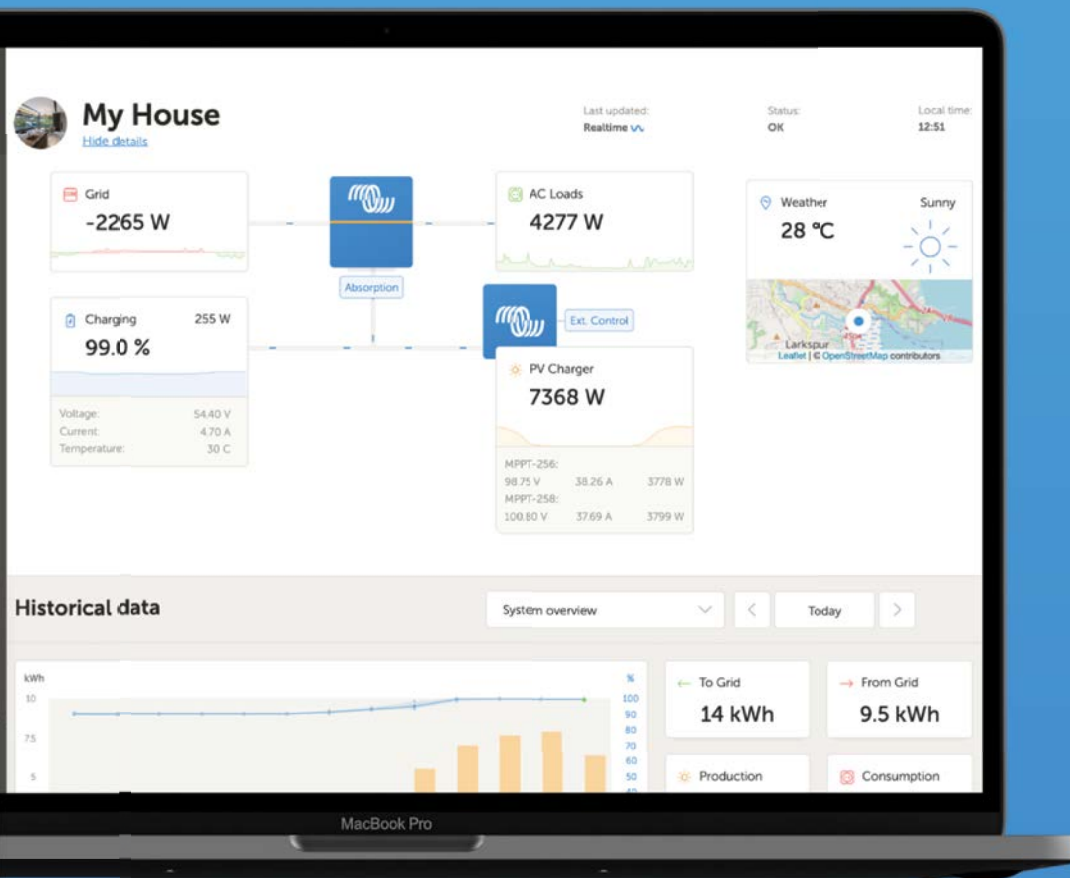 My House
Hide details
Last updated:
Realtime
Status:
OK
Local time:
12:51
Grid
-2265 W
AC Loads
4277 W
Weather
Sunny
28 °C
Absorption
Charging
255 W
99.0 %
Ext. Control
Larkspur
Leaflet | © OpenStreetMap contributors
PV Charger
7368 W
Voltage:
54.40 V
Current:
4.70 A
Temperature:
30 C
MPPT-256:
98.75 V 38.26 A 3778 W
MPPT-258:
100.80 V 37.69 A 3799 W
Historical data
System overview
Today
kWh
%
10
7.5
5
100
90
80
70
60
50
To Grid
14 kWh
From Grid
9.5 kWh
Production
Consumption
MacBook Pro